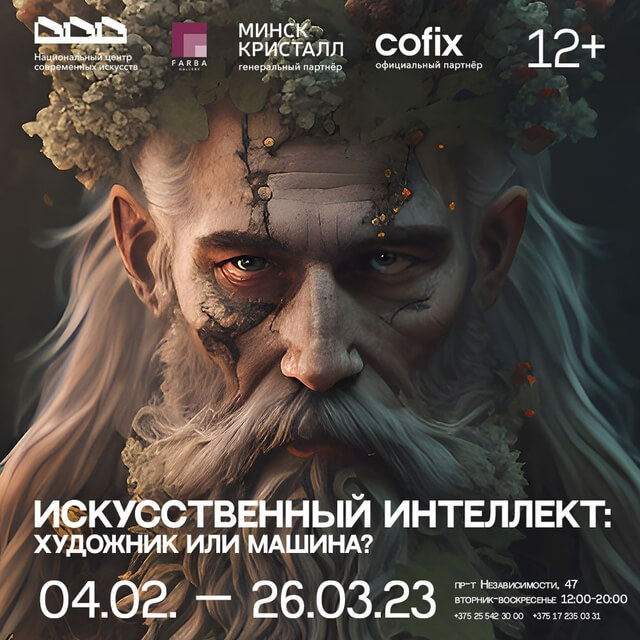 Национальный центр
современных искусств
FARBA
GALLERY
МИНСК
КРИСТАЛЛ
генеральный партнёр
cofix
официальный партнёр
12+
ИСКУССТВЕННЫЙ ИНТЕЛЛЕКТ:
ХУДОЖНИК ИЛИ МАШИНА?
04.02. — 26.03.23
пр-т Независимости, 47
вторник-воскресенье 12:00-20:00
+375 25 542 30 00 +375 17 235 03 31